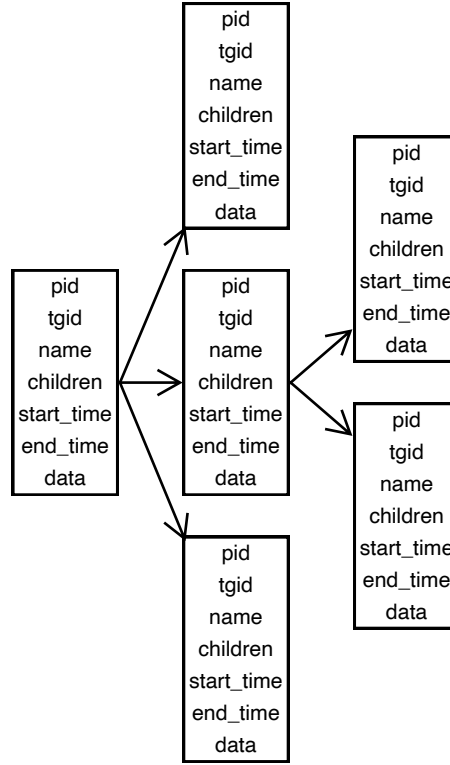 pid
tgid
name
children
start_time
end_time
data
pid
tgid
name
children
start_time
end_time
data
pid
tgid
name
children
start_time
end_time
data
pid
tgid
name
children
start_time
end_time
data
pid
tgid
name
children
start_time
end_time
data
pid
tgid
name
children
start_time
end_time
data